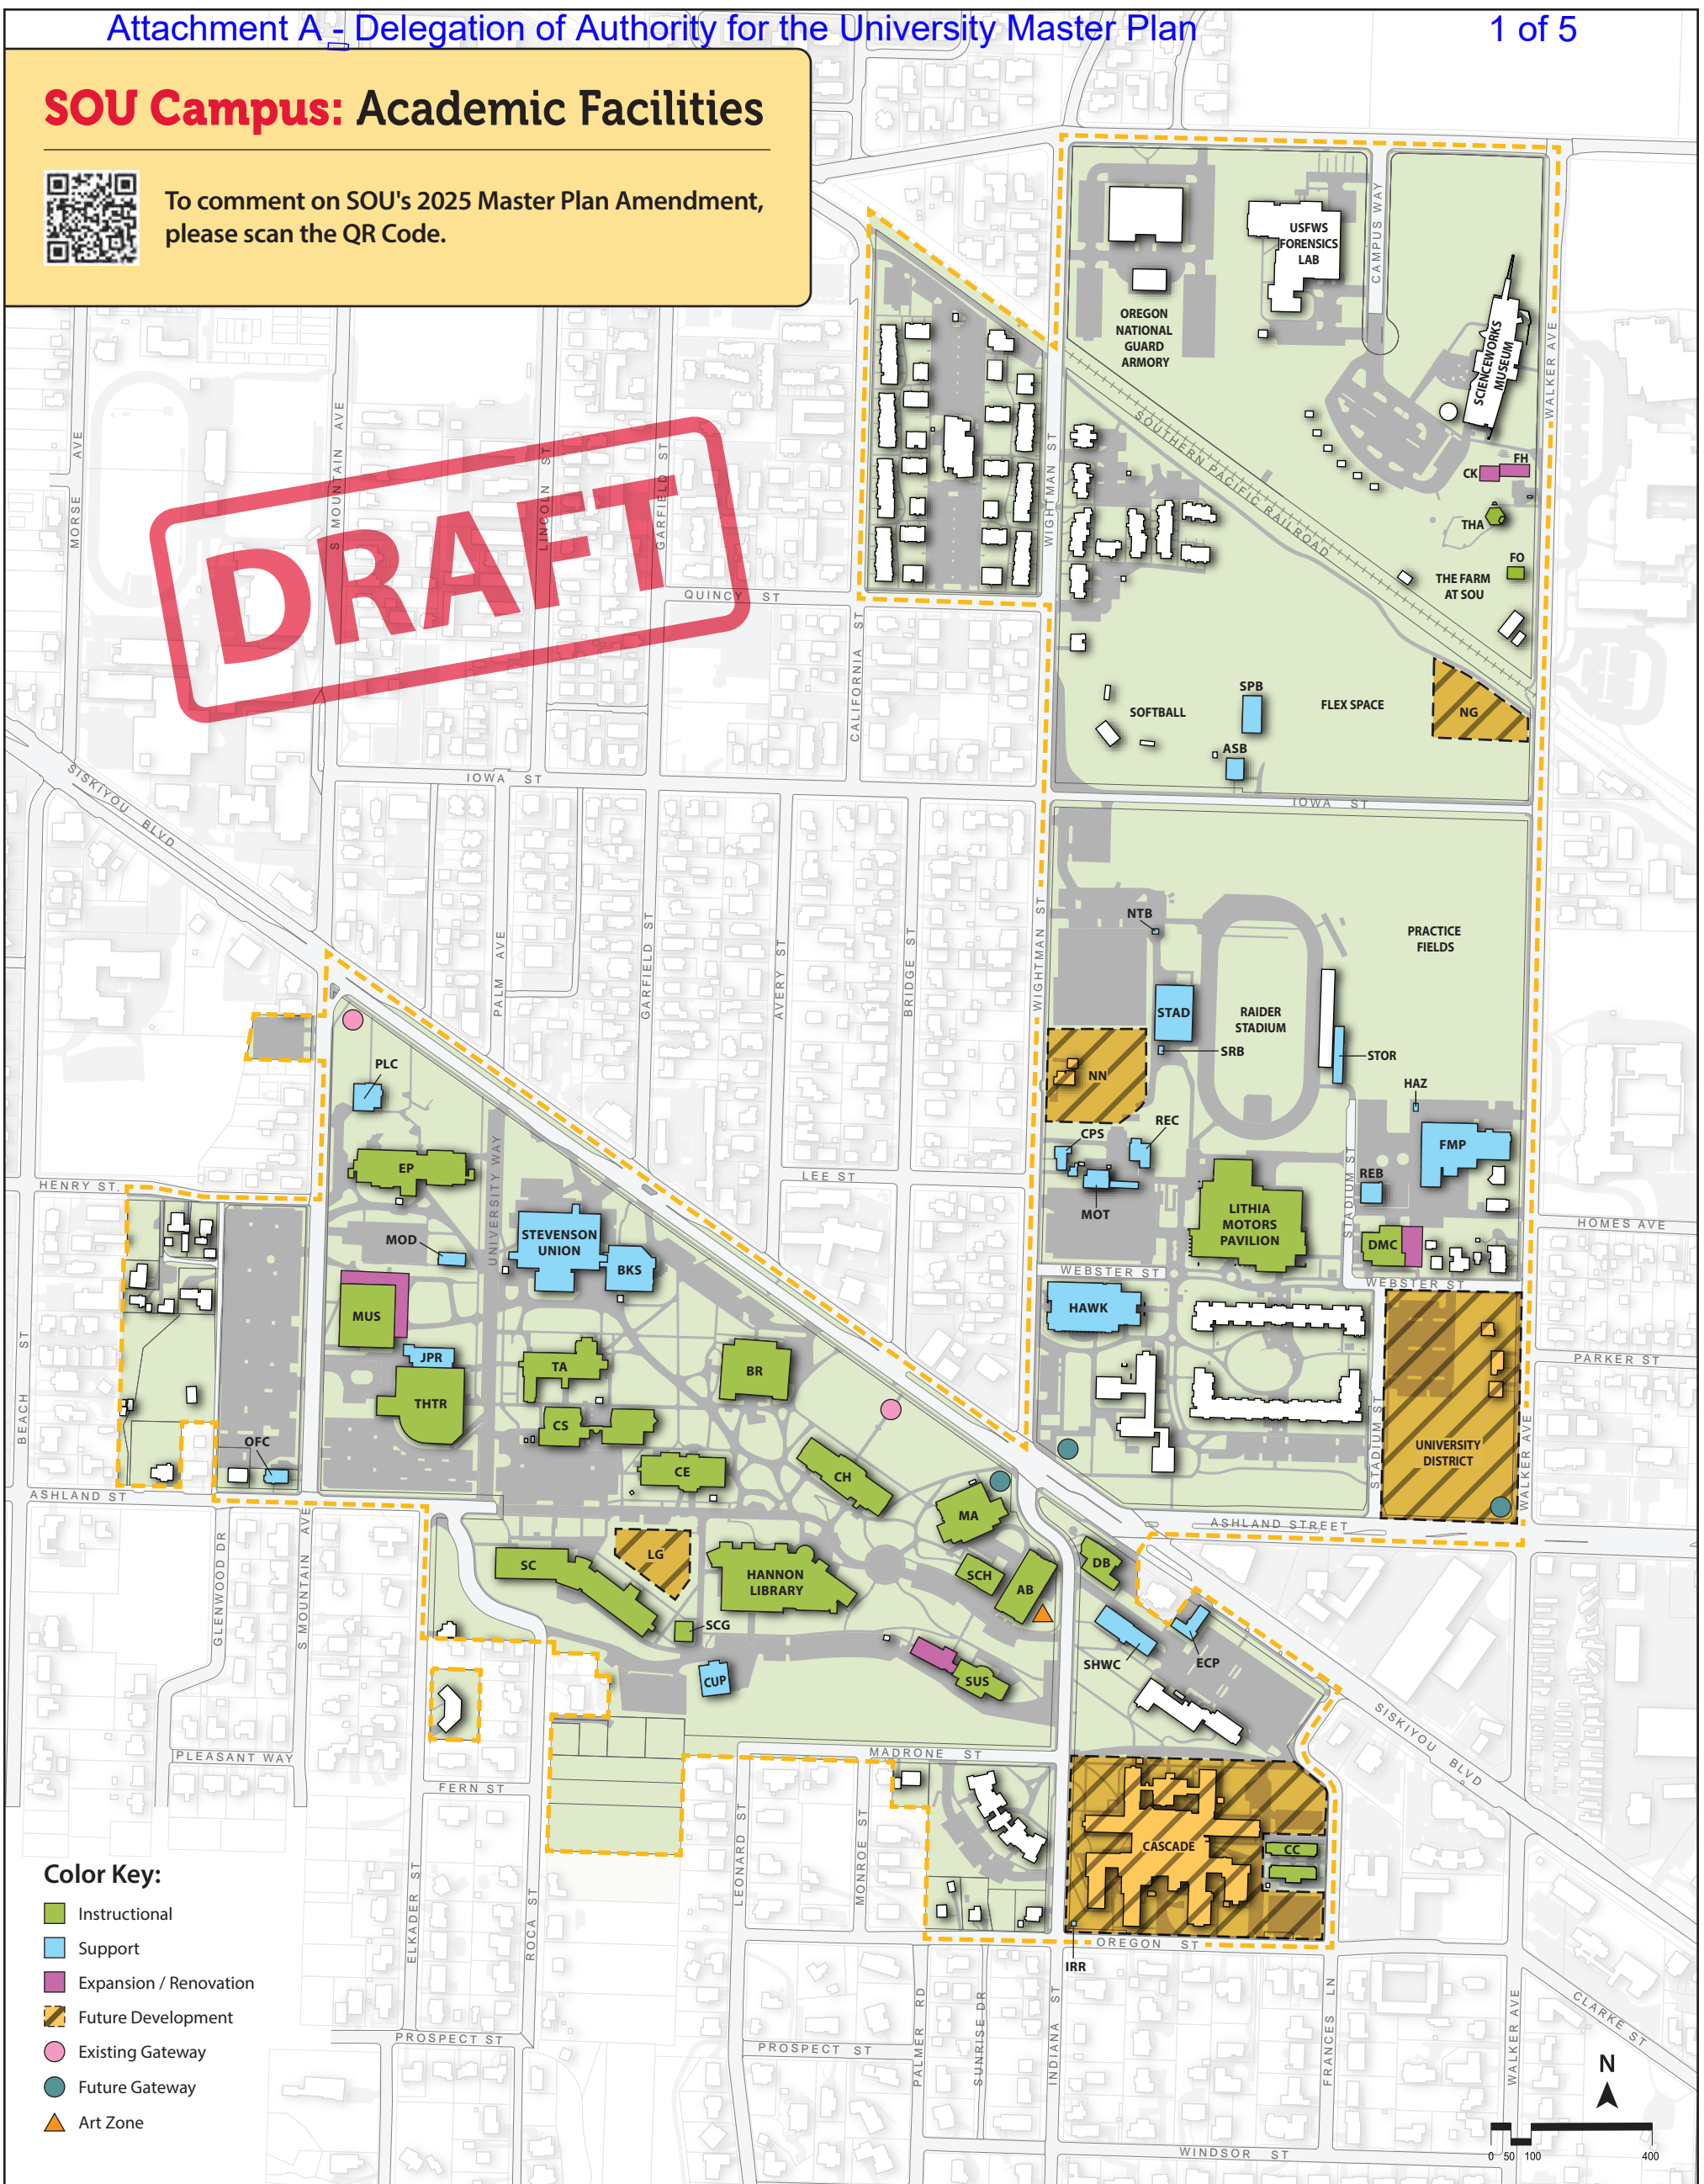 Attachment A - Delegation of Authority for the University Master Plan
1 of 5
SOU Campus: Academic Facilities
To comment on SOU's 2025 Master Plan Amendment,
please scan the QR Code.
DRAFT
MORSE AVE
S MOUNTAIN AVE
LINCOLN ST
GARFIELD ST
QUINCY ST
CALIFORNIA ST
WIGHTMAN ST
CAMPUS WAY
WALKER AVE
USFWS
FORENSICS
LAB
OREGON
NATIONAL
GUARD
ARMORY
SCIENCEWORKS
MUSEUM
SOUTHERN PACIFIC RAILROAD
CK
FH
THA
FO
THE FARM
AT SOU
NG
SPB
SOFTBALL
FLEX SPACE
ASB
IOWA ST
IOWA ST
SISKIYOU BLVD
PALM AVE
GARFIELD ST
AVERY ST
BRIDGE ST
WIGHTMAN ST
NTB
PRACTICE
FIELDS
STAD
RAIDER
STADIUM
SRB
STOR
NN
HAZ
PLC
CPS
REC
FMP
EP
UNIVERSITY WAY
LEE ST
REB
STADIUM ST
HENRY ST.
MOT
LITHIA
MOTORS
PAVILION
HOMES AVE
STEVENSON
UNION
MOD
BKS
DMC
WEBSTER ST
WEBSTER ST
HAWK
MUS
JPR
TA
BR
PARKER ST
BEACH ST
THTR
CS
OFC
UNIVERSITY
DISTRICT
STADIUM ST
WALKER AVE
CE
CH
ASHLAND ST
MA
ASHLAND STREET
GLENWOOD DR
S MOUNTAIN AVE
SC
LG
HANNON
LIBRARY
SCH
AB
DB
SCG
SHWC
ECP
CUP
SUS
SISKIYOU BLVD
PLEASANT WAY
MADRONE ST
FERN ST
LEONARD ST
MONROE ST
CASCADE
CC
Color Key:
Instructional
Support
Expansion / Renovation
Future Development
Existing Gateway
Future Gateway
Art Zone
ELKADER ST
ROCA ST
OREGON ST
IRR
PALMER RD
SUNRISE DR
INDIANA ST
FRANCES LN
WALKER AVE
CLARKE ST
PROSPECT ST
PROSPECT ST
WINDSOR ST
N
0 50 100 400